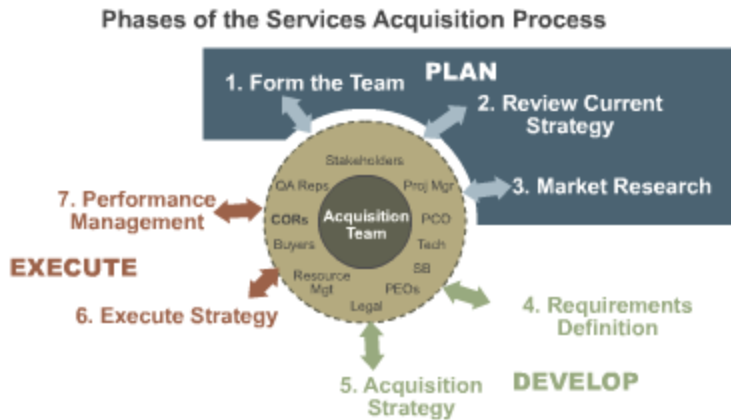 Phases of the Services Acquisition Process
PLAN
1. Form the Team
2. Review Current
Strategy
3. Market Research
Stakeholders
QA Reps
Proj Mgr
CORs
Acquisition
Team
PCO
Buyers
Tech
SB
Resource
Mgt
PEOs
Legal
7. Performance
Management
EXECUTE
6. Execute Strategy
4. Requirements
Definition
5. Acquisition
Strategy
DEVELOP